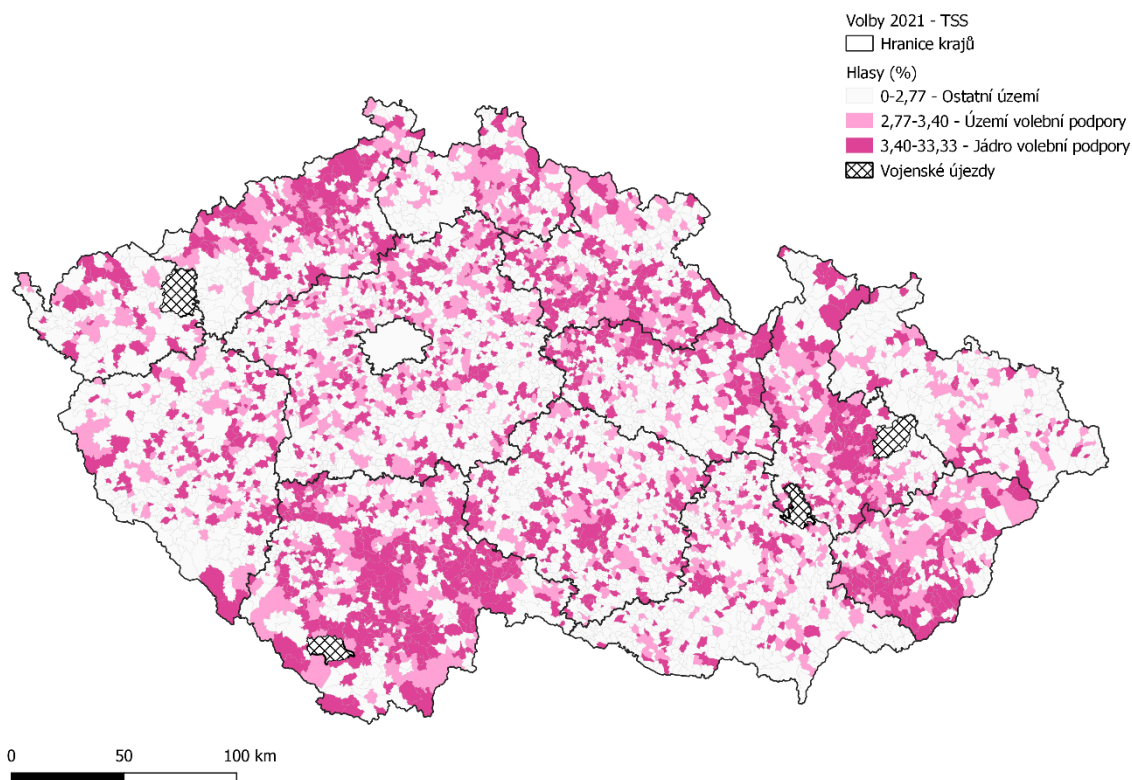 Volby 2021 - TSS
Hranice krajů
Hlasy (%)
0-2,77 - Ostatní území
2,77-3,40 - Území volební podpory
3,40-33,33 - Jádro volební podpory
Vojenské újezdy
0 50 100 km